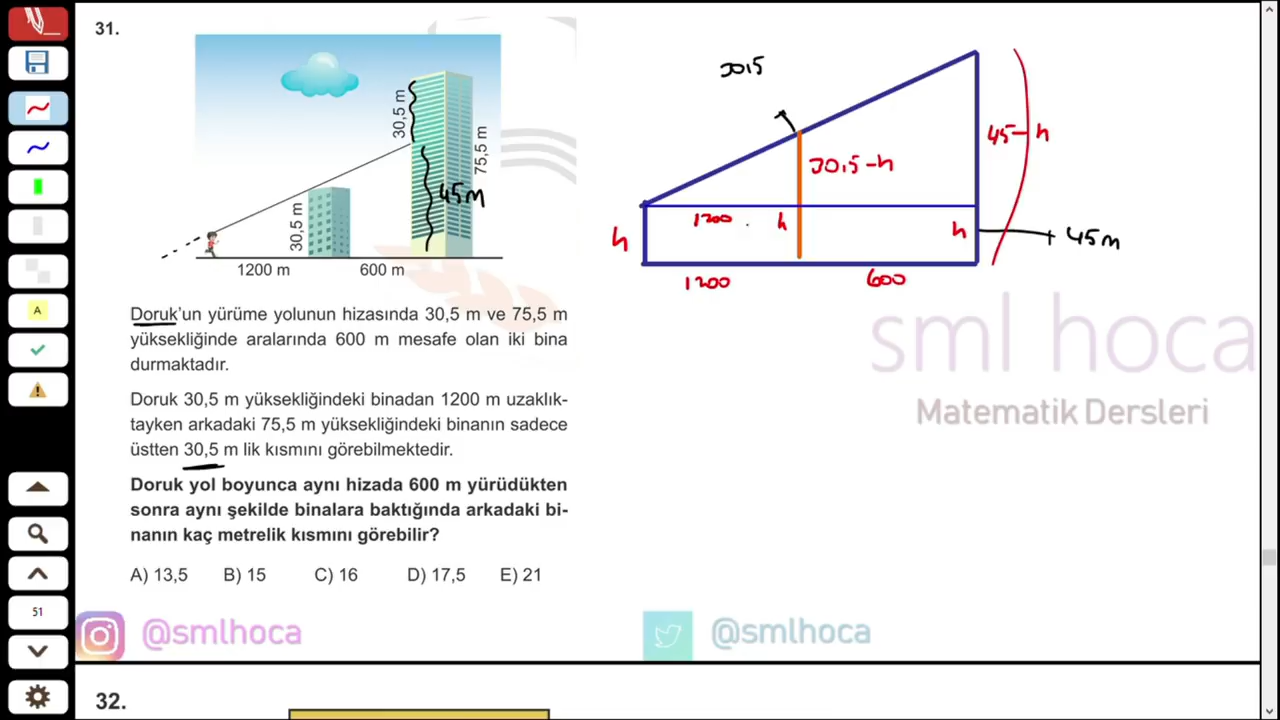 31.
30,5 m
75,5 m
45m
30,5 m
1200 m
600 m
Doruk'un yürüme yolunun hizasında 30,5 m ve 75,5 m
yüksekliğinde aralarında 600 m mesafe olan iki bina
durmaktadır.
Doruk 30,5 m yüksekliğindeki binadan 1200 m uzaklık-
tayken arkadaki 75,5 m yüksekliğindeki binanın sadece
üstten 30,5 m lik kısmını görebilmektedir.
Doruk yol boyunca aynı hizada 600 m yürüdükten
sonra aynı şekilde binalara baktığında arkadaki bi-
nanın kaç metrelik kısmını görebilir?
A) 13,5 B) 15 C) 16 D) 17,5 E) 21
30,5
45-h
30,5-h
1200 h
h
h
45m
1200 600
sml hoca
Matematik Dersleri
@smlhoca
@smlhoca
32.
A
51